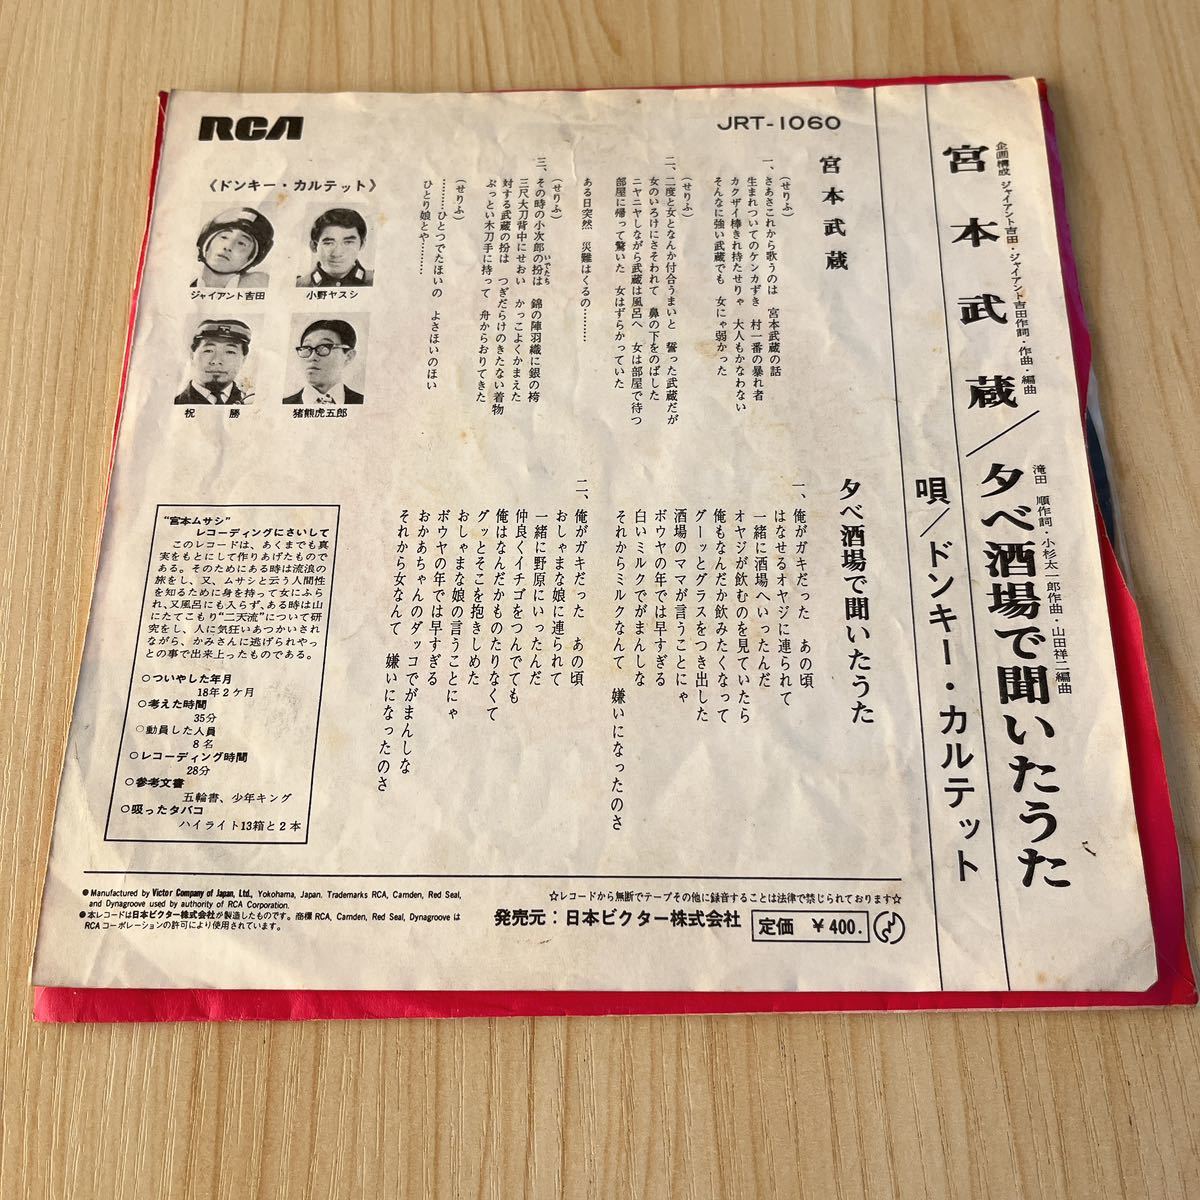 RCA
JRT-1060
企画構成 ジャイアント吉田・ジャイアント吉田作詞・作曲・編曲
宮本武蔵／夕べ酒場で聞いたうた
滝田 順作詞・小杉太一郎作曲・山田祥二編曲
唄／ドンキー・カルテット
宮本武蔵
（せりふ）
一、さあさこれから歌うのは 宮本武蔵の話
生まれついてのケンカずき 村一番の暴れ者
カクザイ棒きれ持たせりゃ 大人もかなわない
そんなに強い武蔵でも 女にゃ弱かった
（せりふ）
二、二度と女となんか付合うまいと 誓った武蔵だが
女のいろけにさそわれて 鼻の下をのばした
ニヤニヤしながら武蔵は風呂へ 女は部屋で待つ
部屋に帰って驚いた 女はずらかっていた
ある日突然 災難はくるの……
（せりふ）
三、その時の小次郎の扮は 錦の陣羽織に銀の袴
いでたち
三尺大刀背中にせおい かっこよくかまえた
対する武蔵の扮は つぎだらけのきたない着物
ぶっとい木刀手に持って 舟からおりてきた
（せりふ）
………ひとつでたほいの よさほいのほい
ひとり娘とや………
《ドンキー・カルテット》
ジャイアント吉田
小野ヤスシ
祝 勝
猪熊虎五郎
夕べ酒場で聞いたうた
一、俺がガキだった あの頃
はなせるオヤジに連られて
一緒に酒場へいったんだ
オヤジが飲むのを見ていたら
俺もなんだか飲みたくなって
グーッとグラスをつき出した
酒場のママが言うことにゃ
ボウヤの年では早すぎる
白いミルクでがまんしな
それからミルクなんて 嫌いになったのさ
二、俺がガキだった あの頃
おしゃまな娘に連られて
一緒に野原にいったんだ
仲良くイチゴをつんでても
俺はなんだかものたりなくて
グッとそこを抱きしめた
おしゃまな娘の言うことにゃ
ボウヤの年では早すぎる
おかあちゃんのダッコでがまんしな
それから女なんて 嫌いになったのさ
“宮本ムサシ”
レコーディングにさいして
このレコードは、あくまでも真
実をもとにして作りあげたもので
ある。そのためにある時は流浪の
旅をし、又、ムサシと云う人間性
を知るために身を持って女にふら
れ、又風呂にも入らず、ある時は山
にたてこもり“二天流”について研
究をし、人に気狂いあつかいされ
ながら、かみさんに逃げられやっ
との事で出来上ったものである。
○ついやした年月
18年2ヶ月
○考えた時間
35分
○動員した人員
8名
○レコーディング時間
28分
○参考文書
五輪書、少年キング
○吸ったタバコ
ハイライト13箱と2本
●Manufactured by Victor Company of Japan, Ltd., Yokohama, Japan. Trademarks RCA, Camden, Red Seal,
and Dynagroove used by authority of RCA Corporation.
●本レコードは日本ビクター株式会社が製造したものです。商標RCA, Camden, Red Seal, Dynagrooveは
RCAコーポレーションの許可により使用されています。
☆レコードから無断でテープその他に録音することは法律で禁じられております☆
発売元：日本ビクター株式会社
定価 ￥400.